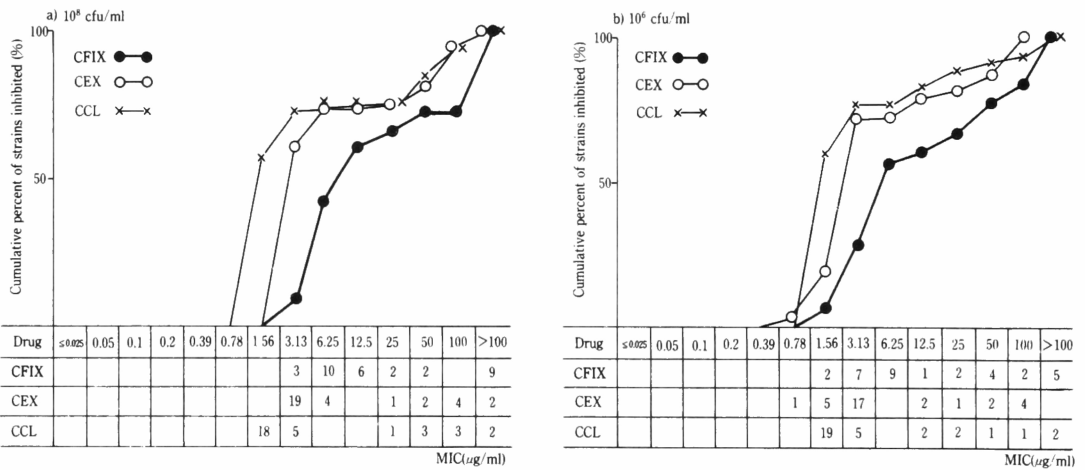 a) 10⁸ cfu/ml
100
50
Cumulative percent of strains inhibited (%)
CFIX
CEX
CCL
Drug ≤0.025 0.05 0.1 0.2 0.39 0.78 1.56 3.13 6.25 12.5 25 50 100 >100
CFIX 3 10 6 2 2 9
CEX 19 4 1 2 4 2
CCL 18 5 1 3 3 2
MIC(μg/ml)
b) 10⁶ cfu/ml
100
50
Cumulative percent of strains inhibited (%)
CFIX
CEX
CCL
Drug ≤0.025 0.05 0.1 0.2 0.39 0.78 1.56 3.13 6.25 12.5 25 50 100 >100
CFIX 2 7 9 1 2 4 2 5
CEX 1 5 17 2 1 2 4
CCL 19 5 2 2 1 1 2
MIC(μg/ml)